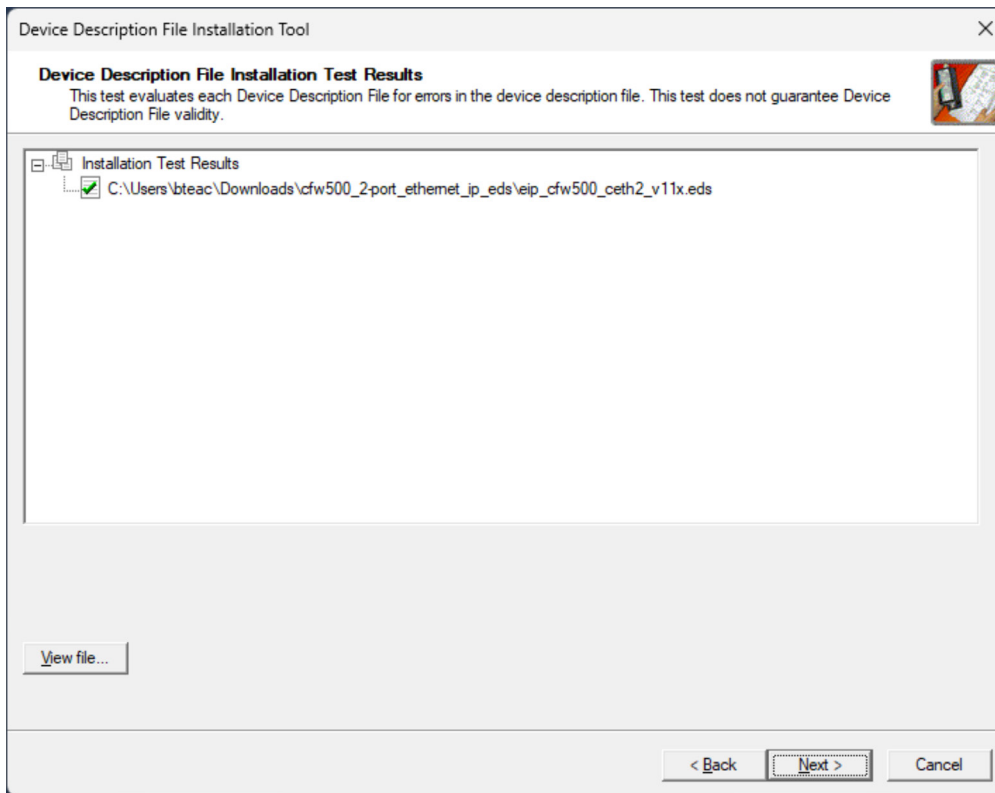 Device Description File Installation Tool
Device Description File Installation Test Results
This test evaluates each Device Description File for errors in the device description file. This test does not guarantee Device
Description File validity.
Installation Test Results
C:\Users\bteac\Downloads\cfw500_2-port_ethernet_ip_eds\eip_cfw500_ceth2_v11x.eds
View file...
< Back
Next >
Cancel